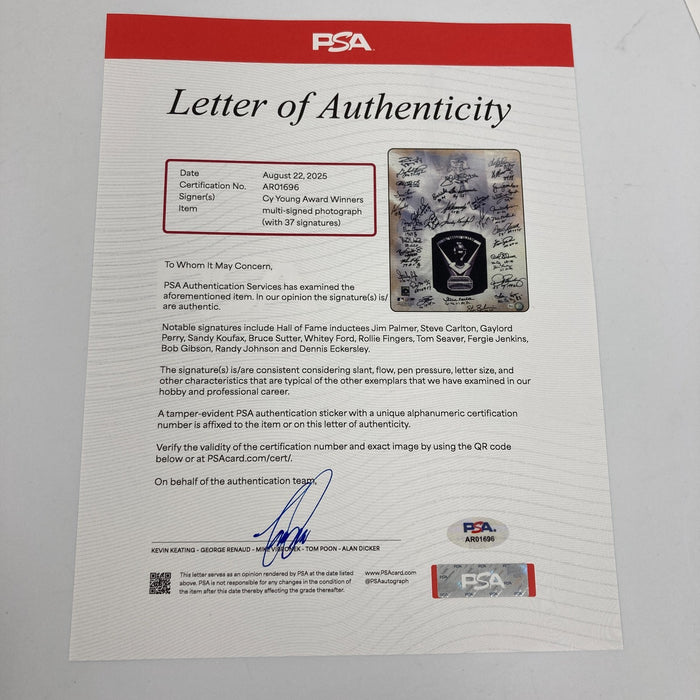 PSA
Letter of Authenticity
Date August 22, 2025
Certification No. AR01696
Signer(s) Cy Young Award Winners
Item multi-signed photograph
(with 37 signatures)
To Whom It May Concern,
PSA Authentication Services has examined the
aforementioned item. In our opinion the signature(s) is/
are authentic.
Notable signatures include Hall of Fame inductees Jim Palmer, Steve Carlton, Gaylord
Perry, Sandy Koufax, Bruce Sutter, Whitey Ford, Rollie Fingers, Tom Seaver, Fergie Jenkins,
Bob Gibson, Randy Johnson and Dennis Eckersley.
The signature(s) is/are consistent considering slant, flow, pen pressure, letter size, and
other characteristics that are typical of the other exemplars that we have examined in our
hobby and professional career.
A tamper-evident PSA authentication sticker with a unique alphanumeric certification
number is affixed to the item or on this letter of authenticity.
Verify the validity of the certification number and exact image by using the QR code
below or at PSAcard.com/cert/.
On behalf of the authentication team,
KEVIN KEATING - GEORGE RENAUD - MIKE - TOM POON - ALAN DICKER
PSA
AR01696
This letter serves as an opinion rendered by PSA at the date listed
above. PSA is not responsible for any changes in the condition of
the item after this date thereby affecting the grade thereafter.
www.PSAcard.com
@PSAautograph
PSA